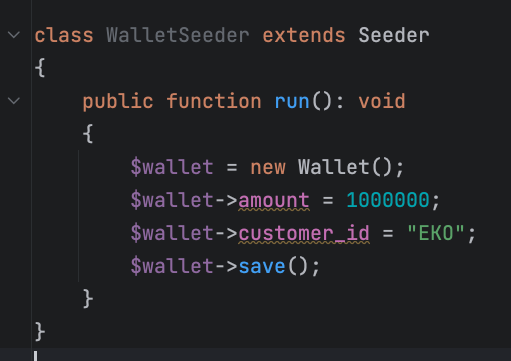 class WalletSeeder extends Seeder
{
    public function run(): void
    {
        $wallet = new Wallet();
        $wallet->amount = 1000000;
        $wallet->customer_id = "EKO";
        $wallet->save();
    }
}